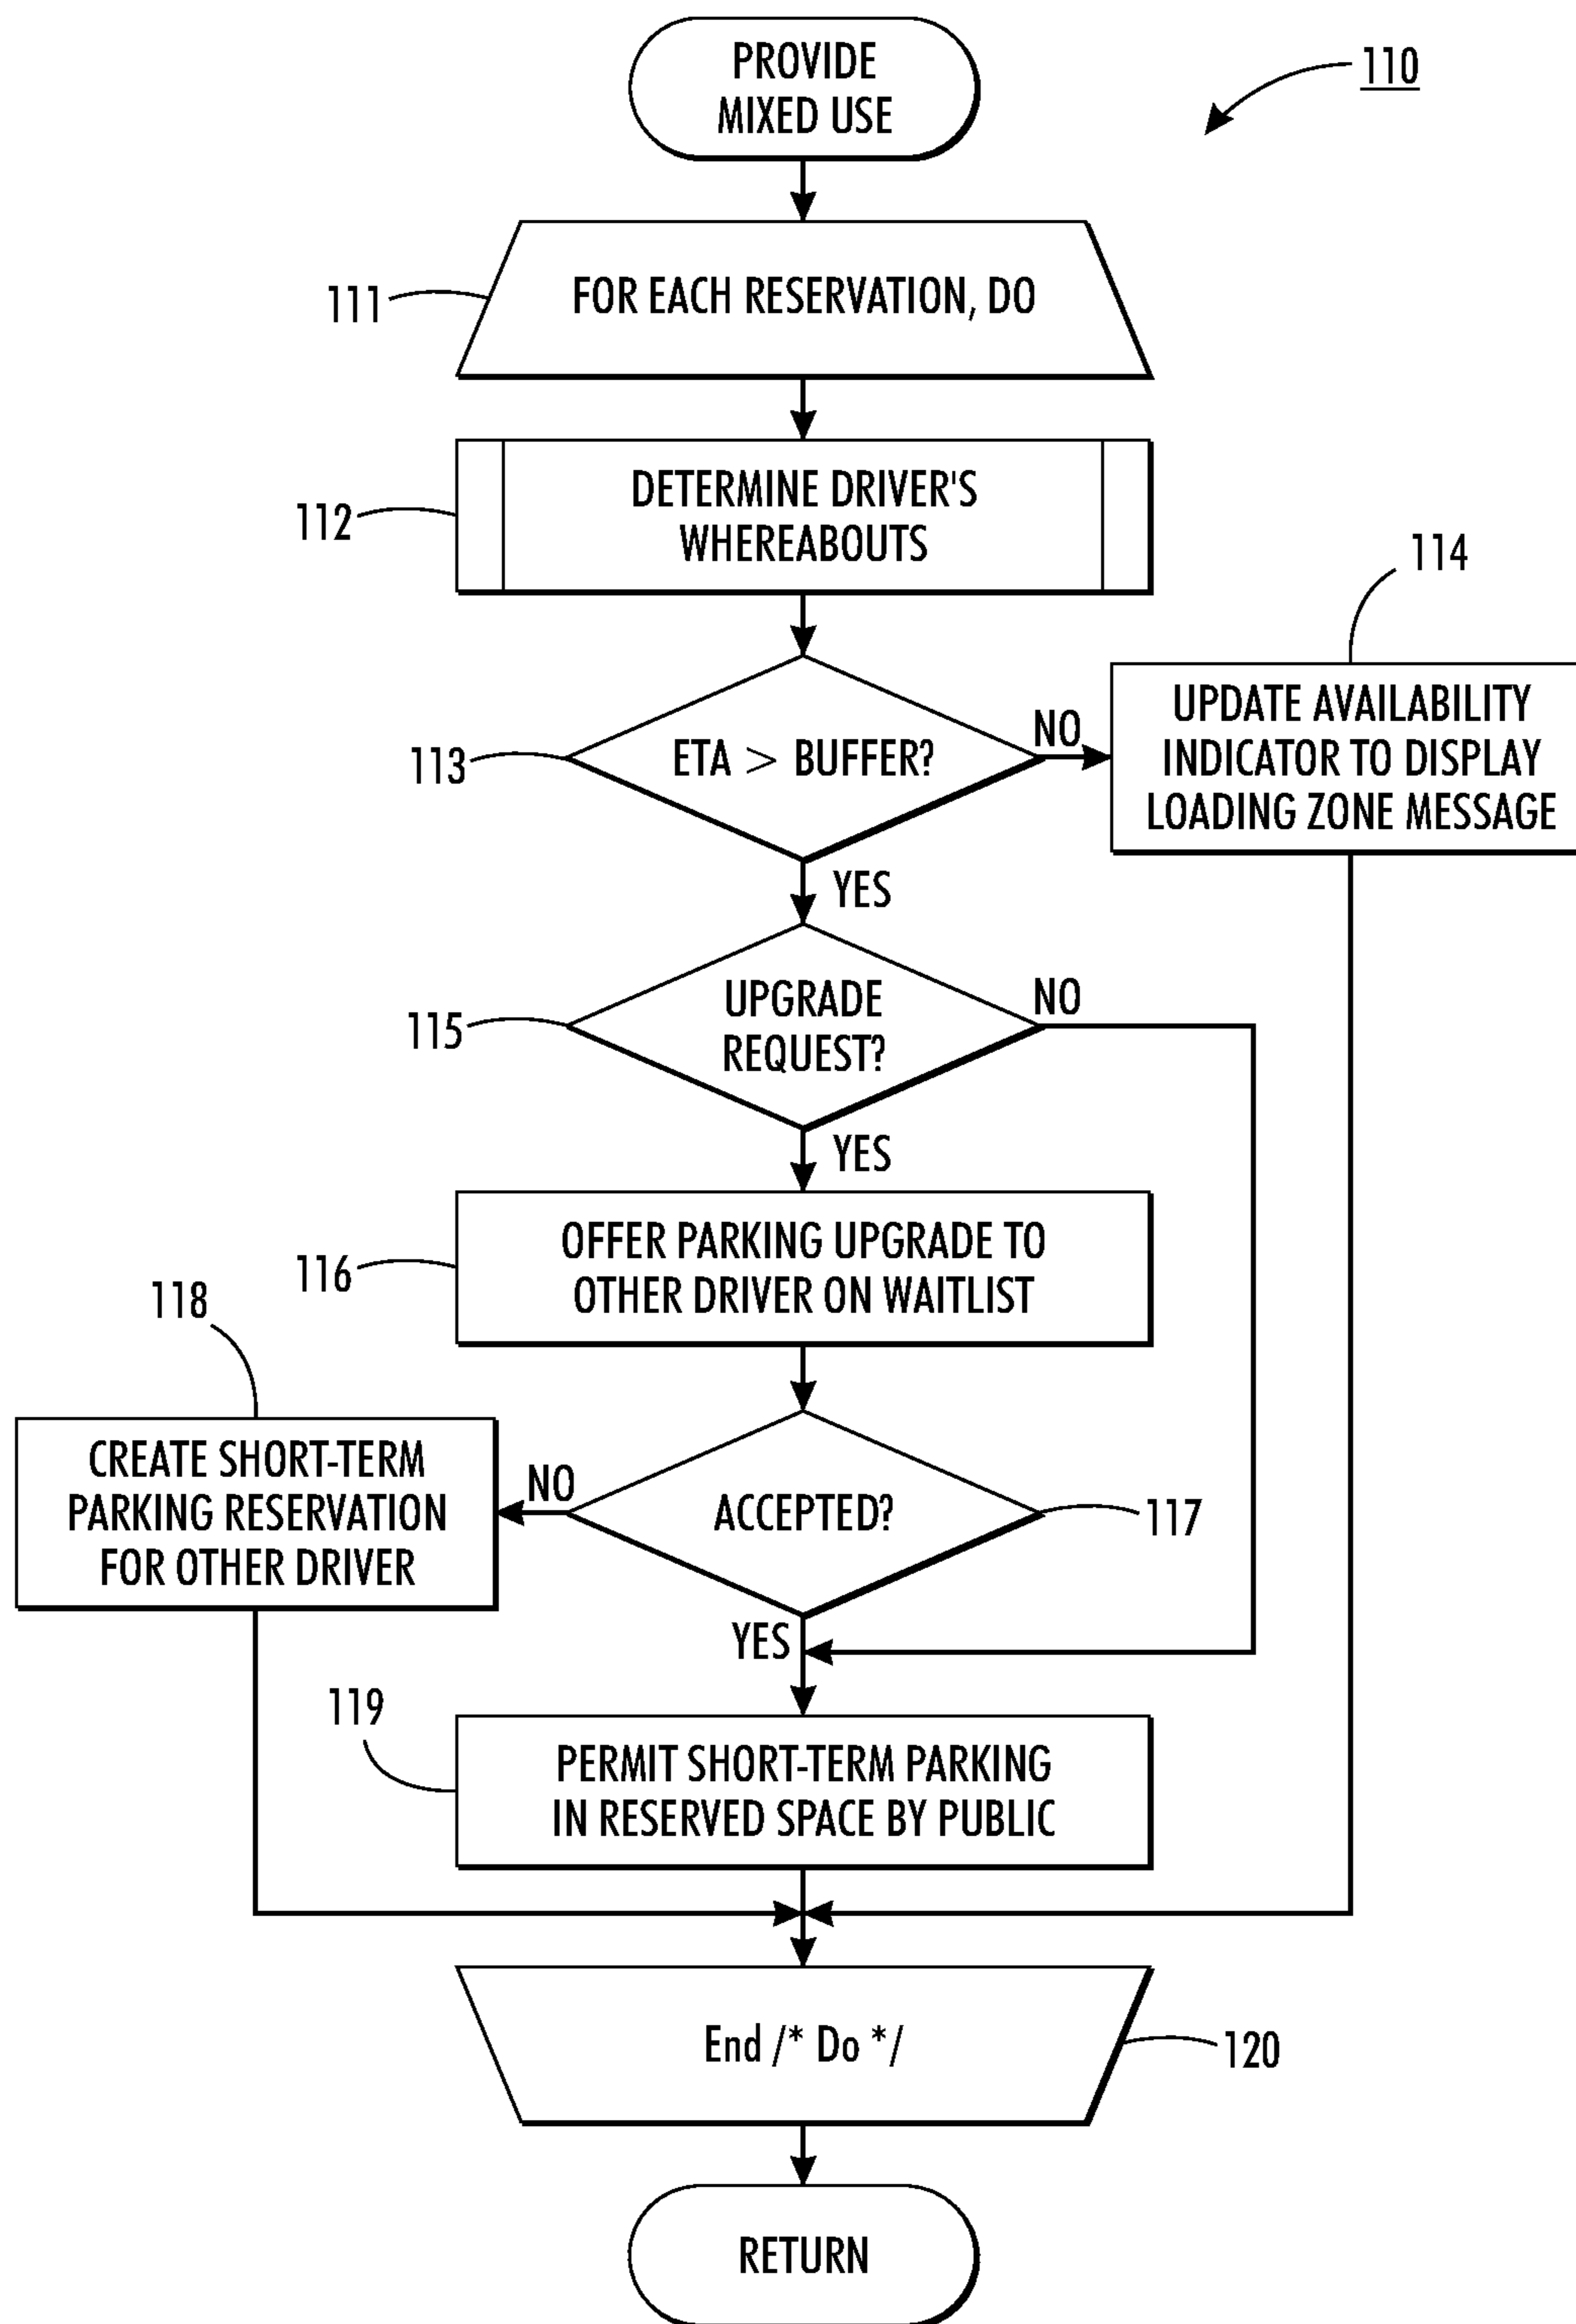 PROVIDE
MIXED USE
110
FOR EACH RESERVATION, DO
111
DETERMINE DRIVER'S
WHEREABOUTS
112
114
ETA > BUFFER?
113
NO
UPDATE AVAILABILITY
INDICATOR TO DISPLAY
LOADING ZONE MESSAGE
YES
UPGRADE
REQUEST?
115
NO
YES
OFFER PARKING UPGRADE TO
OTHER DRIVER ON WAITLIST
116
118
CREATE SHORT-TERM
PARKING RESERVATION
FOR OTHER DRIVER
NO
ACCEPTED?
117
YES
119
PERMIT SHORT-TERM PARKING
IN RESERVED SPACE BY PUBLIC
End /* Do */
120
RETURN